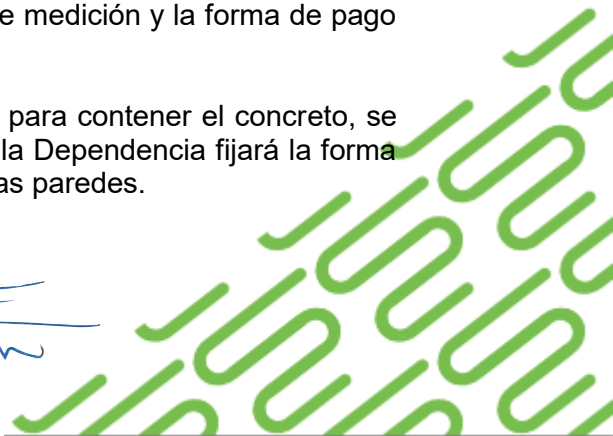 e medición y la forma de pago
para contener el concreto, se
la Dependencia fijará la forma
as paredes.